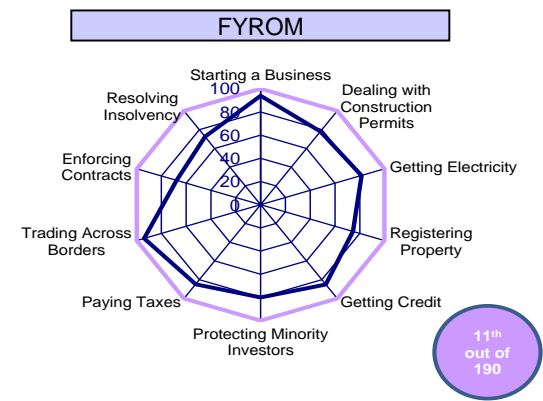 FYROM
Starting a Business
Dealing with
Construction
Permits
Getting Electricity
Registering
Property
Getting Credit
Protecting Minority
Investors
Paying Taxes
Trading Across
Borders
Enforcing
Contracts
Resolving
Insolvency
100
80
60
40
20
0
11th
out of
190